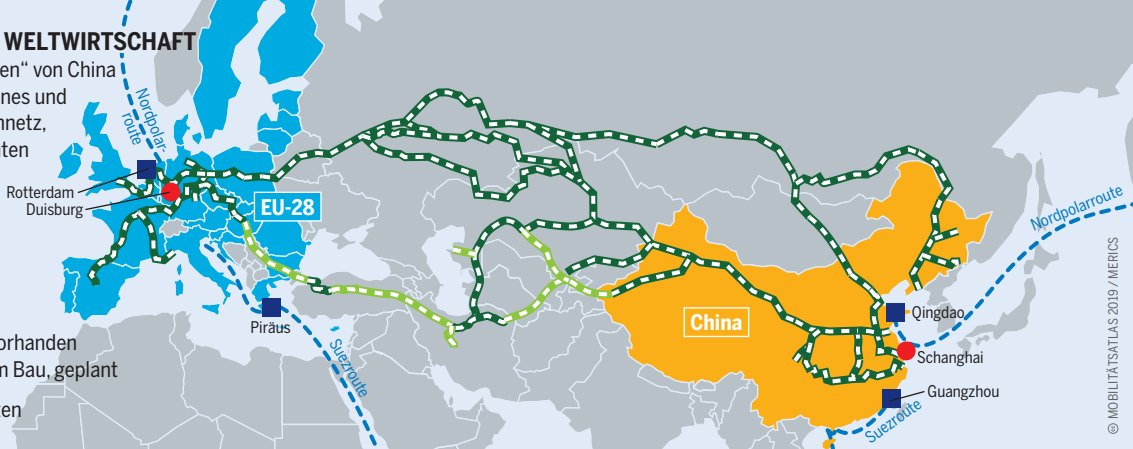 WELTWIRTSCHAFT
en“ von China
nes und
nnetz,
ten
Nordpolar-
route
Rotterdam
Duisburg
EU-28
Piräus
Suezroute
orhanden
m Bau, geplant
ten
China
Qingdao
Schanghai
Guangzhou
Suezroute
Nordpolarroute
© MOBILITÄTSATLAS 2019 / MERICS